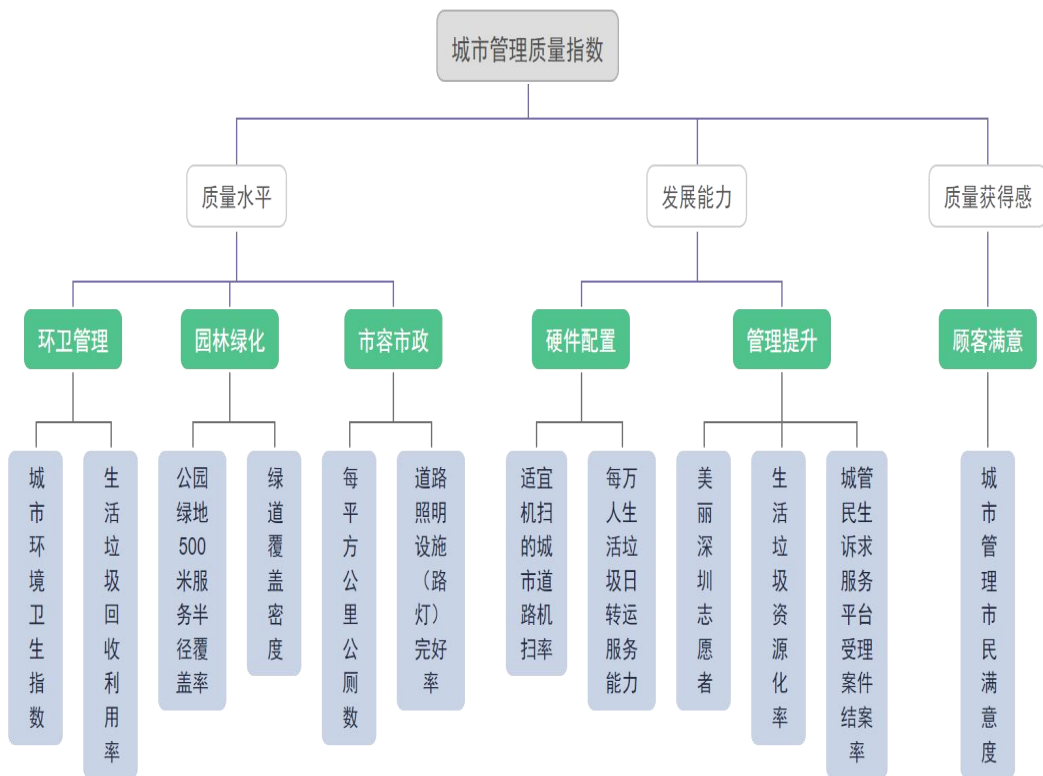 城市管理质量指数
质量水平
发展能力
质量获得感
环卫管理
园林绿化
市容市政
硬件配置
管理提升
顾客满意
城市环境卫生指数
生活垃圾回收利用率
公园
绿地
500
米服
务半
径覆
盖率
绿道覆盖密度
每平方公里公厕数
道路
照明
设施
（路
灯）
完好
率
适宜
机扫
的城
市道
路机
扫率
每万
人生
活垃
圾日
转运
服务
能力
美丽深圳志愿者
生活垃圾资源化率
城管
民生
诉求
服务
平台
受理
案件
结案
率
城市管理市民满意度